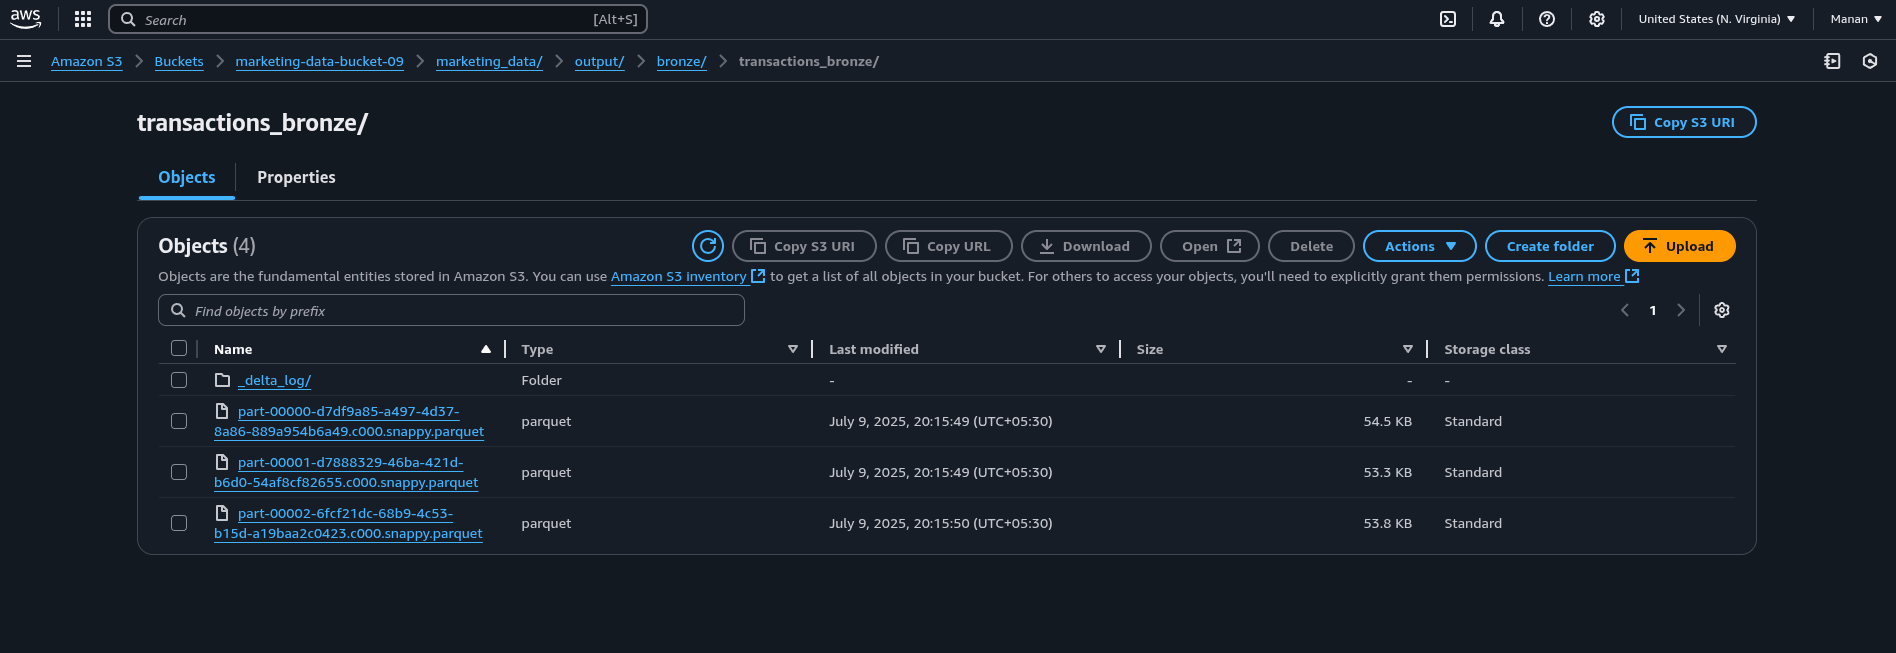 aws Search [Alt+S] United States (N. Virginia) Manan
Amazon S3 Buckets marketing-data-bucket-09 marketing_data/ output/ bronze/ transactions_bronze/
transactions_bronze/ Copy S3 URI
Objects Properties
Objects (4) Copy S3 URI Copy URL Download Open Delete Actions Create folder Upload
Objects are the fundamental entities stored in Amazon S3. You can use Amazon S3 inventory to get a list of all objects in your bucket. For others to access your objects, you'll need to explicitly grant them permissions. Learn more
Find objects by prefix 1
Name Type Last modified Size Storage class
_delta_log/ Folder - - -
part-00000-d7df9a85-a497-4d37-
8a86-889a954b6a49.c000.snappy.parquet parquet July 9, 2025, 20:15:49 (UTC+05:30) 54.5 KB Standard
part-00001-d7888329-46ba-421d-
b6d0-54af8cf82655.c000.snappy.parquet parquet July 9, 2025, 20:15:49 (UTC+05:30) 53.3 KB Standard
part-00002-6fcf21dc-68b9-4c53-
b15d-a19baa2c0423.c000.snappy.parquet parquet July 9, 2025, 20:15:50 (UTC+05:30) 53.8 KB Standard